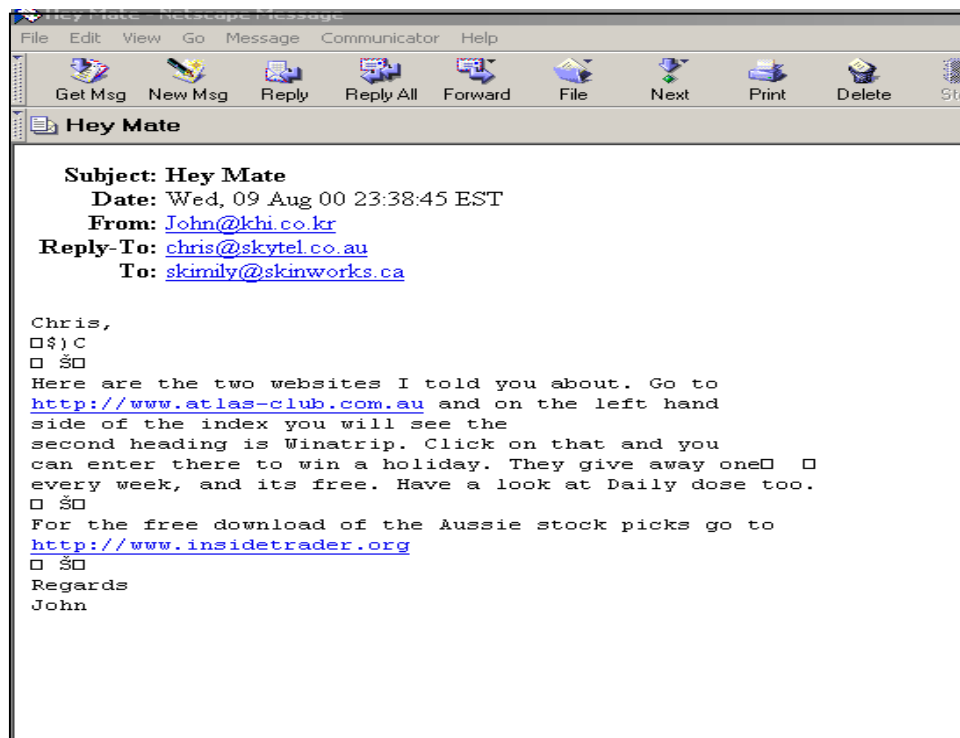 Hey Mate - Netscape Message
File Edit View Go Message Communicator Help
Get Msg New Msg Reply Reply All Forward File Next Print Delete
Hey Mate
Subject: Hey Mate
Date: Wed, 09 Aug 00 23:38:45 EST
From: John@khi.co.kr
Reply-To: chris@skytel.co.au
To: skimily@skinworks.ca
Chris,
□$)C
□ Š□
Here are the two websites I told you about. Go to
http://www.atlas-club.com.au and on the left hand
side of the index you will see the
second heading is Winatrip. Click on that and you
can enter there to win a holiday. They give away one□ □
every week, and its free. Have a look at Daily dose too.
□ Š□
For the free download of the Aussie stock picks go to
http://www.insidetrader.org
□ Š□
Regards
John